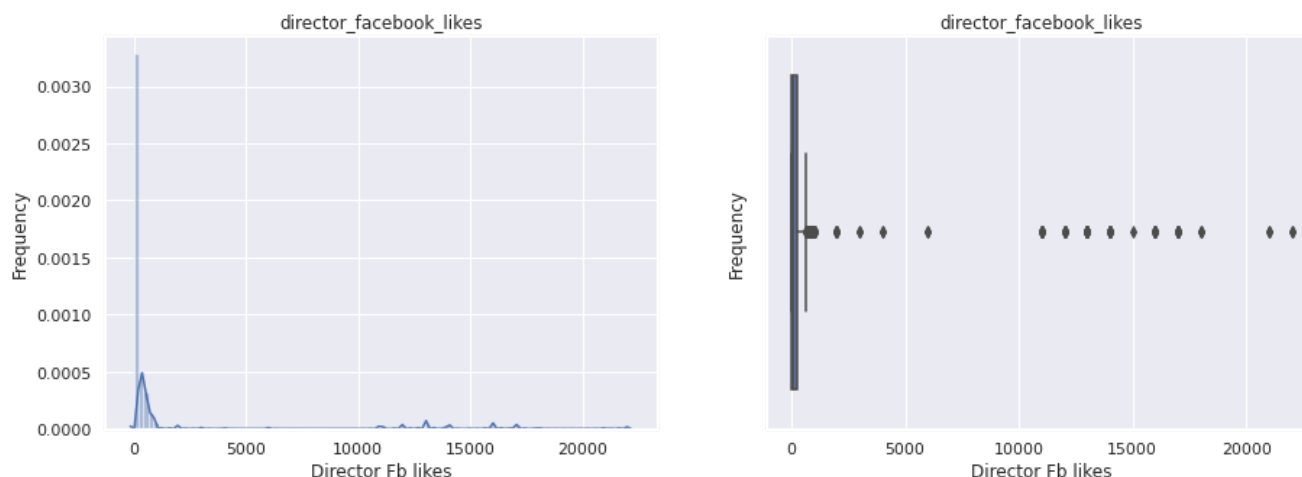 director_facebook_likes
Frequency
0.0030
0.0025
0.0020
0.0015
0.0010
0.0005
0.0000
0 5000 10000 15000 20000
Director Fb likes
director_facebook_likes
Frequency
0 5000 10000 15000 20000
Director Fb likes